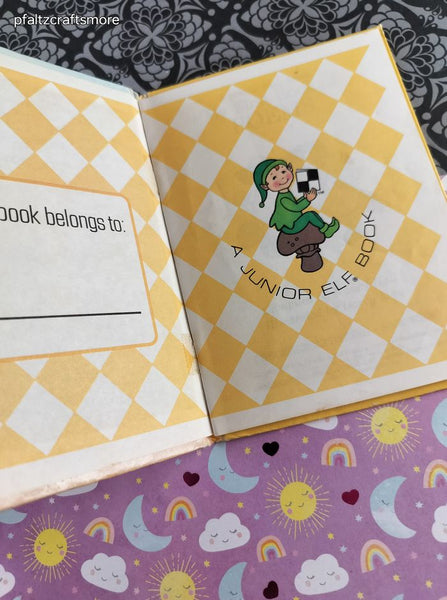 pfaltzcraftsmore
book belongs to:
A JUNIOR ELF® BOOK